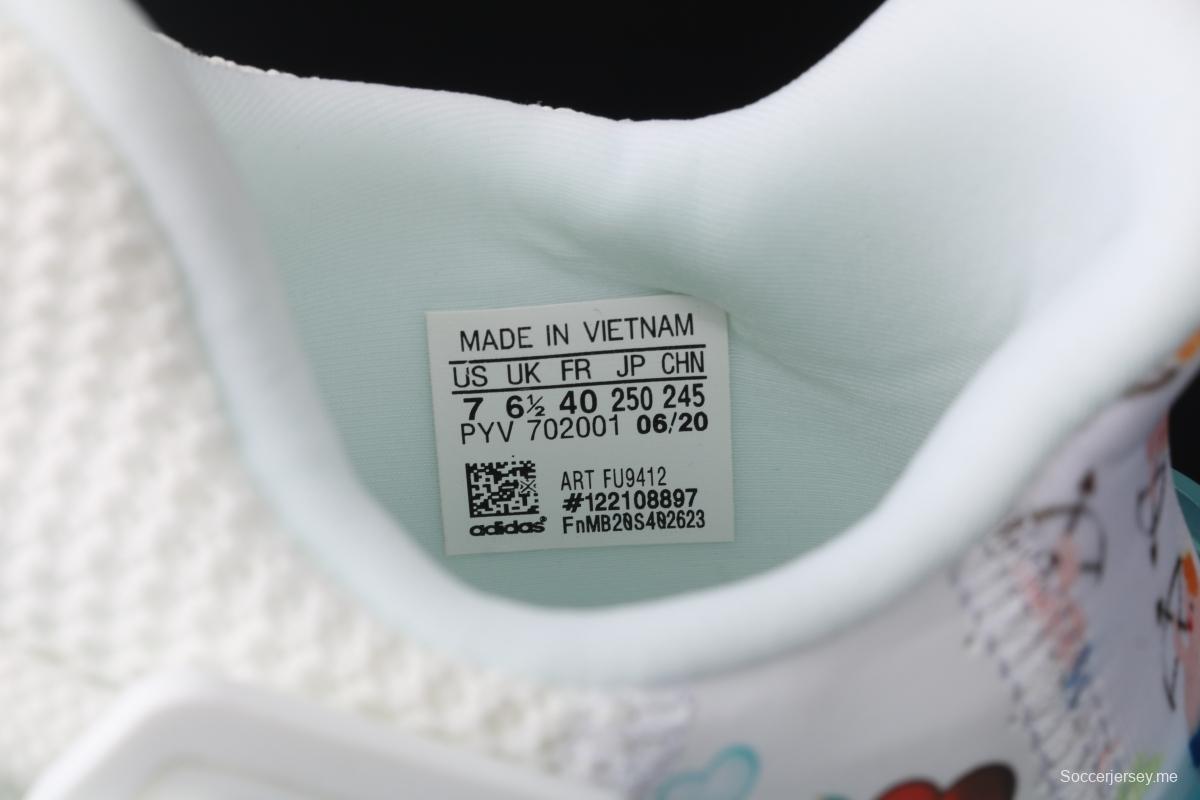 MADE IN VIETNAM
US UK FR JP CHN
7 6½ 40 250 245
PYV 702001 06/20
ART FU9412
#122108897
adidas® FnMB20S402623
Soccerjersey.me